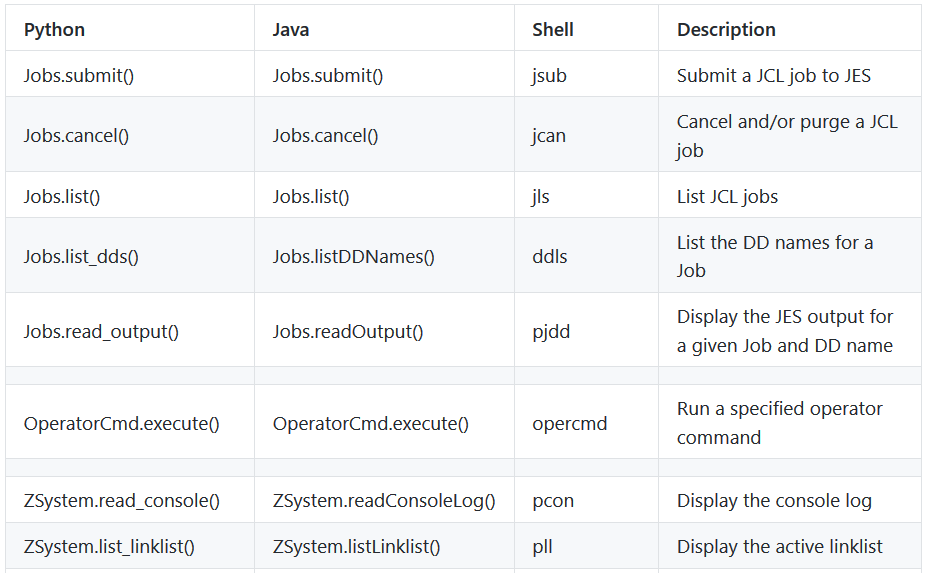 Python Java Shell Description
Jobs.submit() Jobs.submit() jsub Submit a JCL job to JES
Jobs.cancel() Jobs.cancel() jcan Cancel and/or purge a JCL
job
Jobs.list() Jobs.list() jls List JCL jobs
Jobs.list_dds() Jobs.listDDNames() ddls List the DD names for a
Job
Jobs.read_output() Jobs.readOutput() pjdd Display the JES output for
a given Job and DD name
OperatorCmd.execute() OperatorCmd.execute() opercmd Run a specified operator
command
ZSystem.read_console() ZSystem.readConsoleLog() pcon Display the console log
ZSystem.list_linklist() ZSystem.listLinklist() pll Display the active linklist